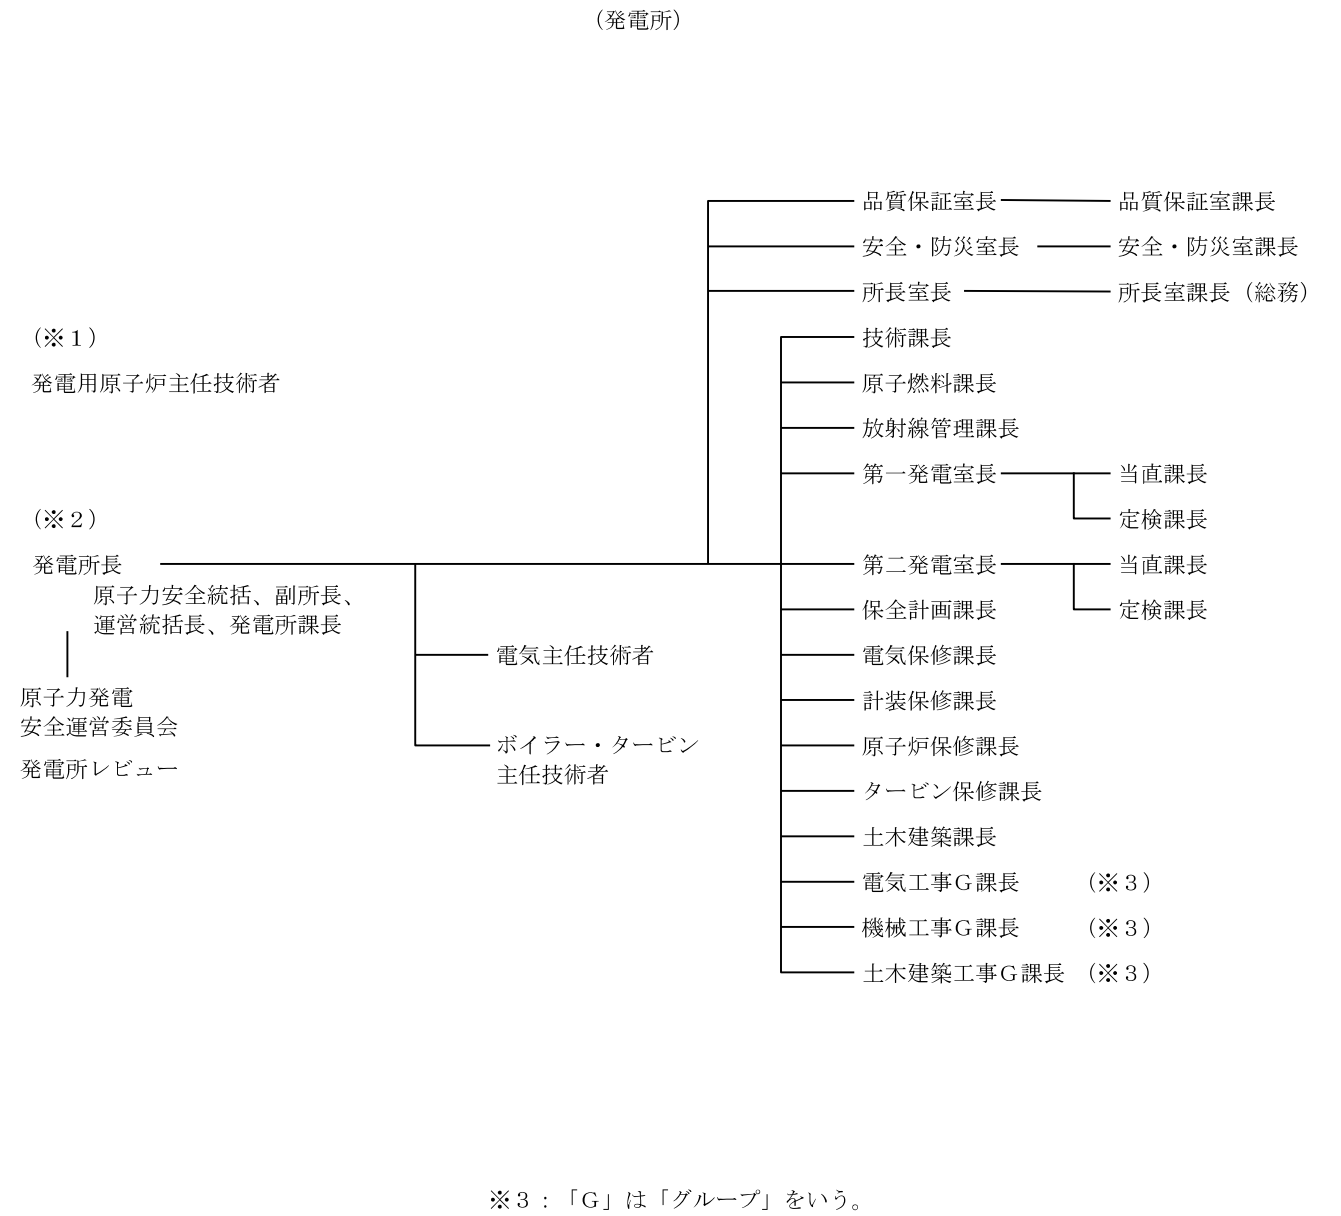 （発電所）
品質保証室長 品質保証室課長
安全・防災室長 安全・防災室課長
所長室長 所長室課長（総務）
（※１） 技術課長
発電用原子炉主任技術者 原子燃料課長
放射線管理課長
第一発電室長 当直課長
（※２） 定検課長
発電所長 第二発電室長 当直課長
原子力安全統括、副所長、
運営統括長、発電所課長
保全計画課長 定検課長
電気主任技術者 電気保修課長
原子力発電
安全運営委員会
計装保修課長
ボイラー・タービン
主任技術者
原子炉保修課長
発電所レビュー
タービン保修課長
土木建築課長
電気工事Ｇ課長 （※３）
機械工事Ｇ課長 （※３）
土木建築工事Ｇ課長 （※３）
※３：「Ｇ」は「グループ」をいう。